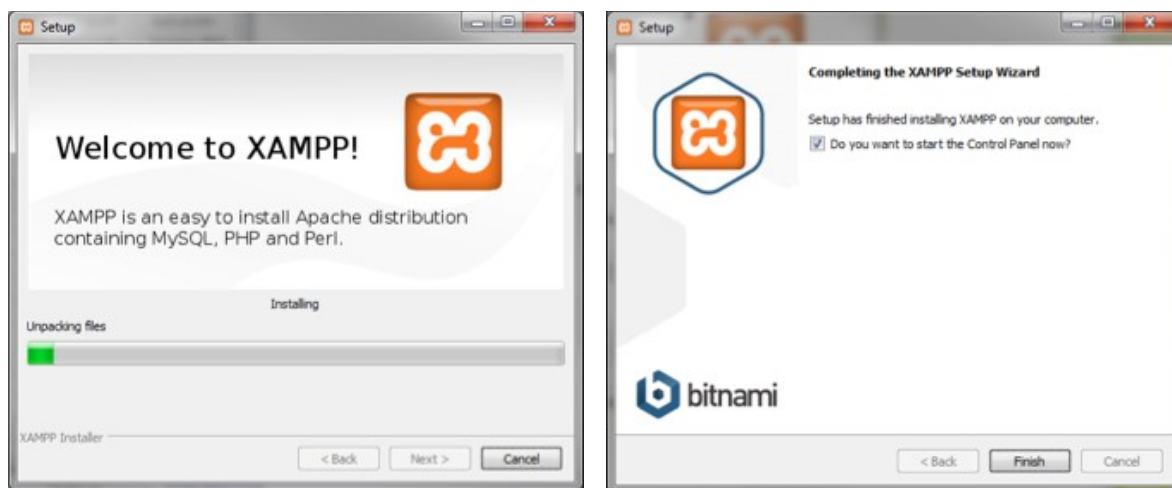 Setup
Welcome to XAMPP!
XAMPP is an easy to install Apache distribution
containing MySQL, PHP and Perl.
Installing
Unpacking files
XAMPP Installer
< Back
Next >
Cancel
Setup
Completing the XAMPP Setup Wizard
Setup has finished installing XAMPP on your computer.
Do you want to start the Control Panel now?
bitnami
< Back
Finish
Cancel